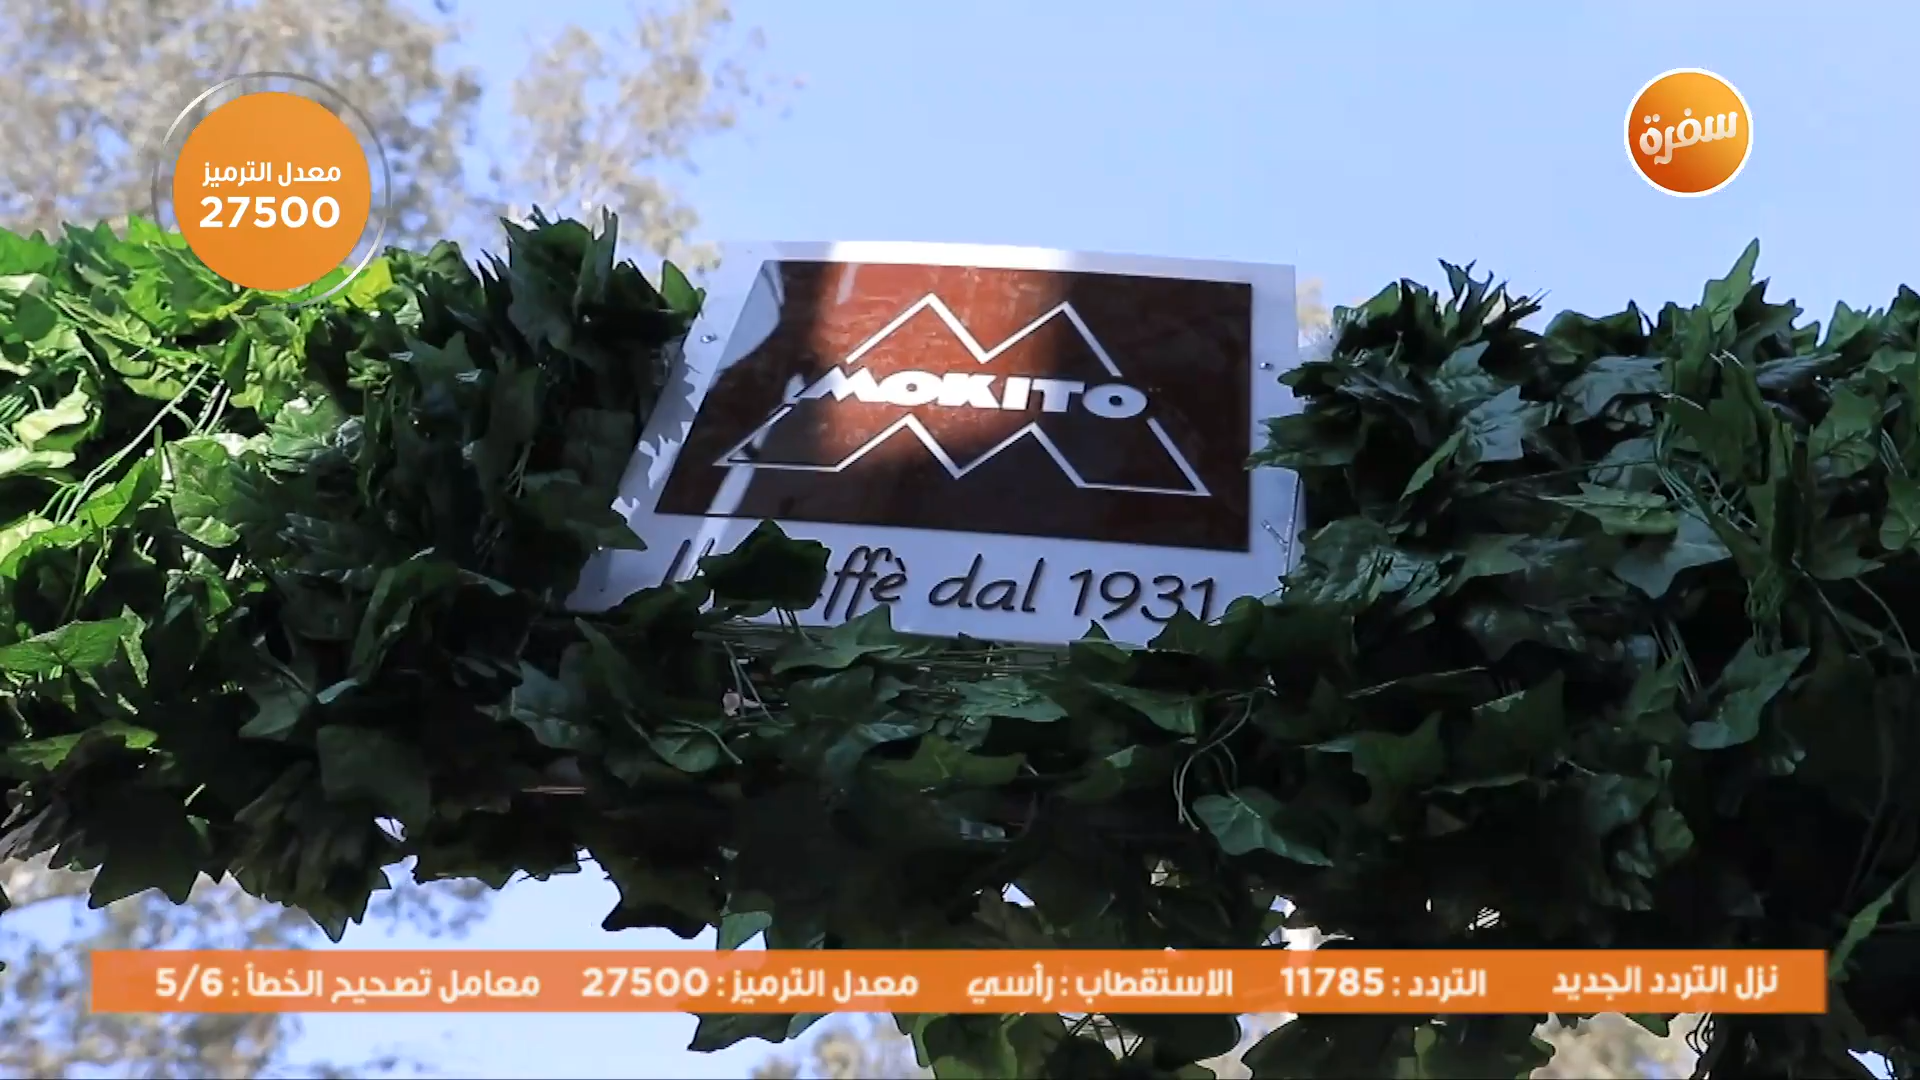 معدل الترميز
27500
سفرة
MOKITO
dal 1931
نزل التردد الجديد التردد : 11785 الاستقطاب : رأسي معدل الترميز : 27500 معامل تصحيح الخطأ : 5/6